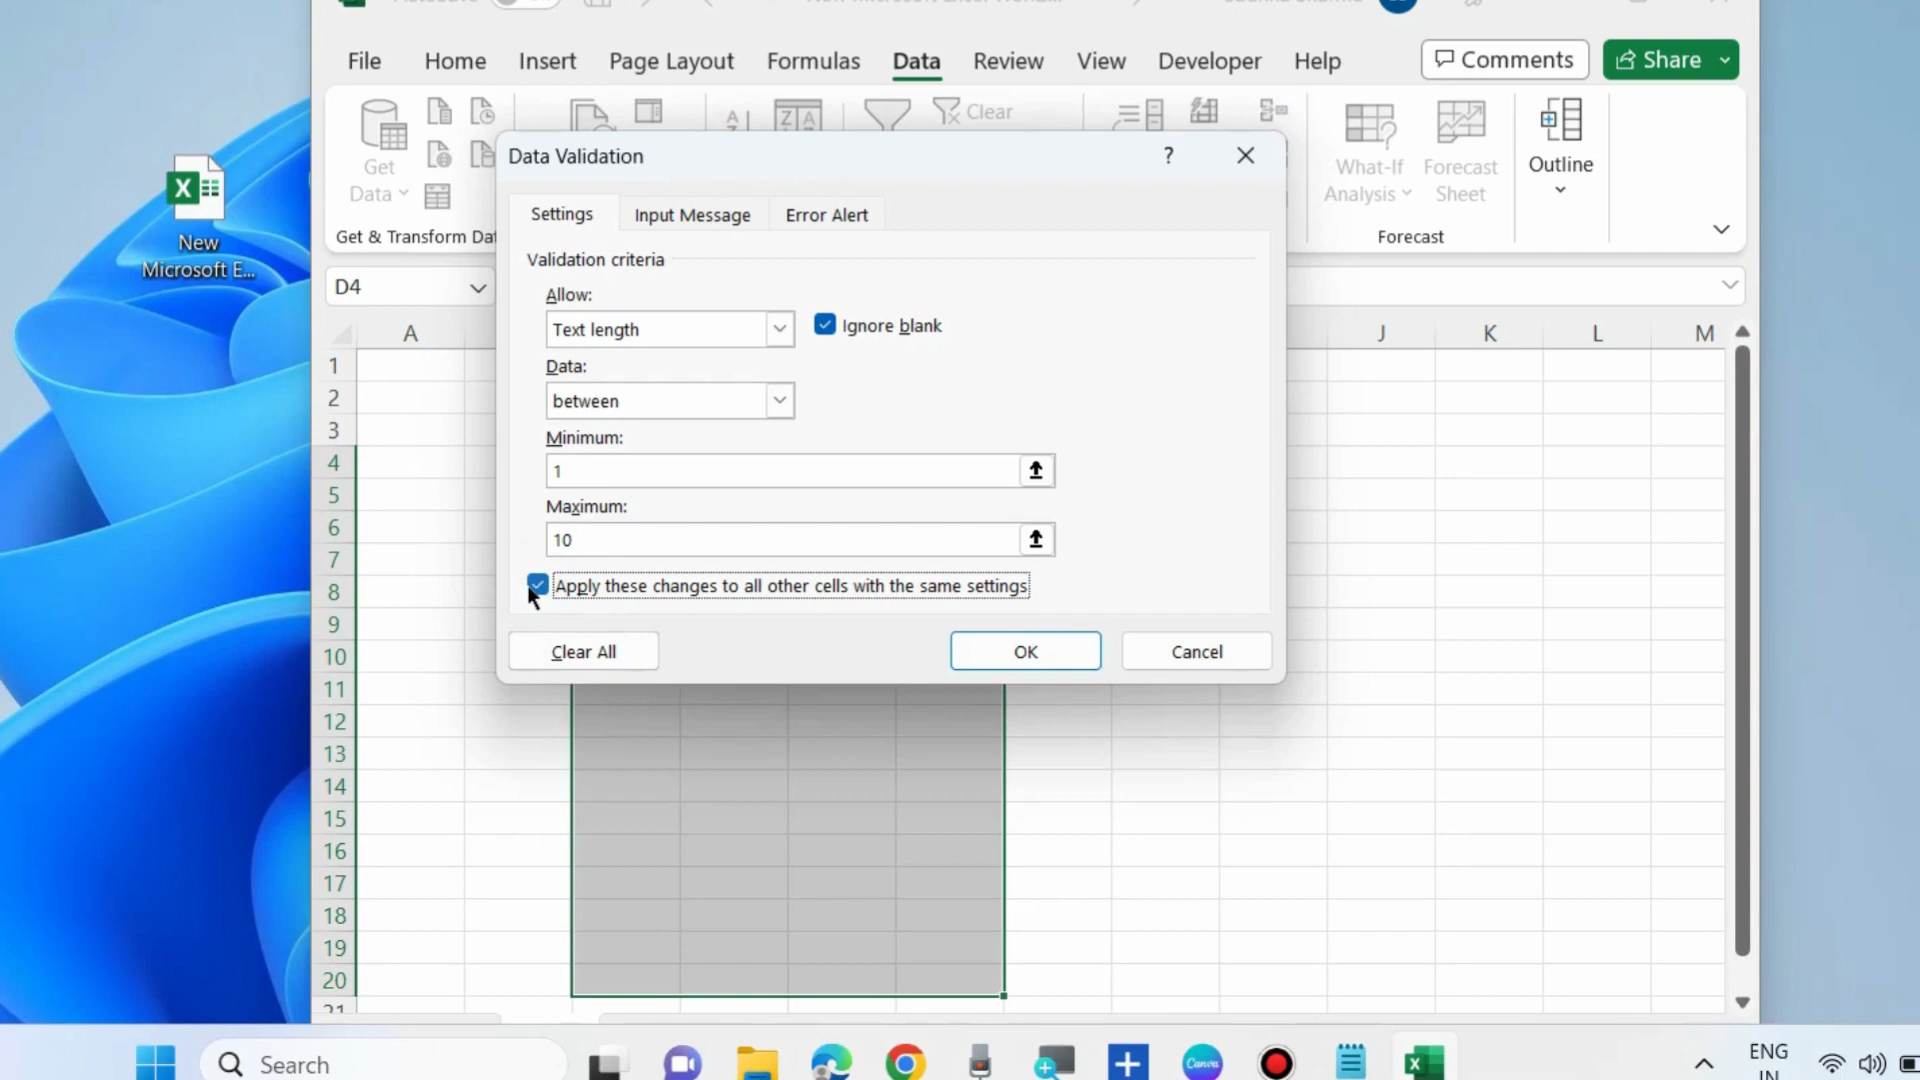 File Home Insert Page Layout Formulas Data Review View Developer Help Comments Share
Clear
Get
Data
What-If
Analysis
Forecast
Sheet
Outline
Get & Transform Dat
Forecast
New
Microsoft E...
Data Validation ? 
Settings Input Message Error Alert
Validation criteria
Allow:
Text length
Ignore blank
Data:
between
Minimum:
1
Maximum:
10
Apply these changes to all other cells with the same settings
Clear All OK Cancel
D4
A J K L M
1
2
3
4
5
6
7
8
9
10
11
12
13
14
15
16
17
18
19
20
21
Search
Canva
ENG
IN